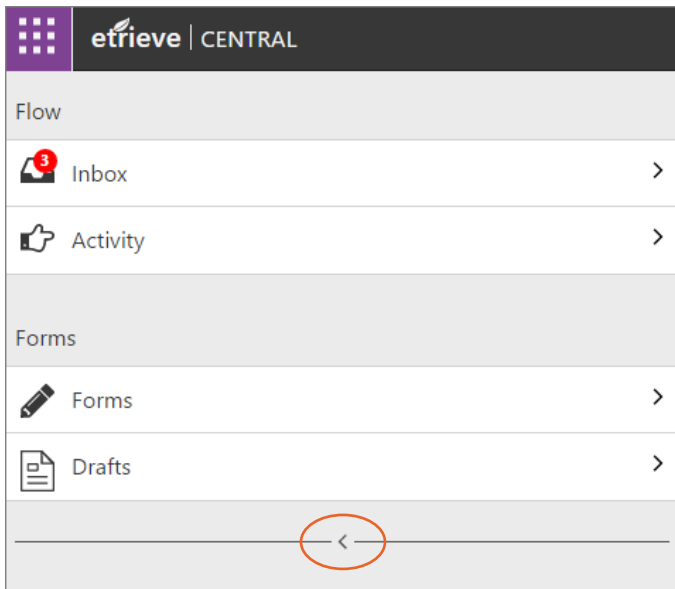 etrieve | CENTRAL
Flow
3
Inbox
Activity
Forms
Forms
Drafts